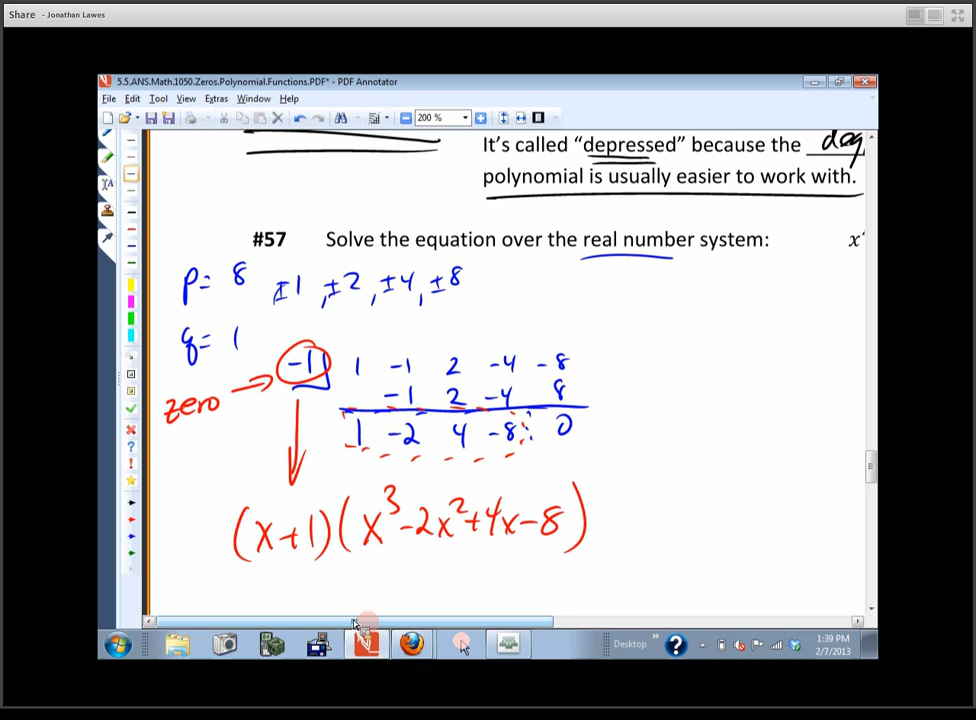 Share - Jonathan Lawes
5.5.ANS.Math.1050.Zeros.Polynomial.Functions.PDF* - PDF Annotator
File Edit Tool View Extras Window Help
200 %
It's called “depressed” because the deg
polynomial is usually easier to work with.
#57 Solve the equation over the real number system: x
p= 8 ±1, ±2, ±4, ±8
q= 1
-1 1 -1 2 -4 -8
zero -1 2 -4 8
1 -2 4 -8 0
(x+1)(x³-2x²+4x-8)
Desktop
1:39 PM
2/7/2013